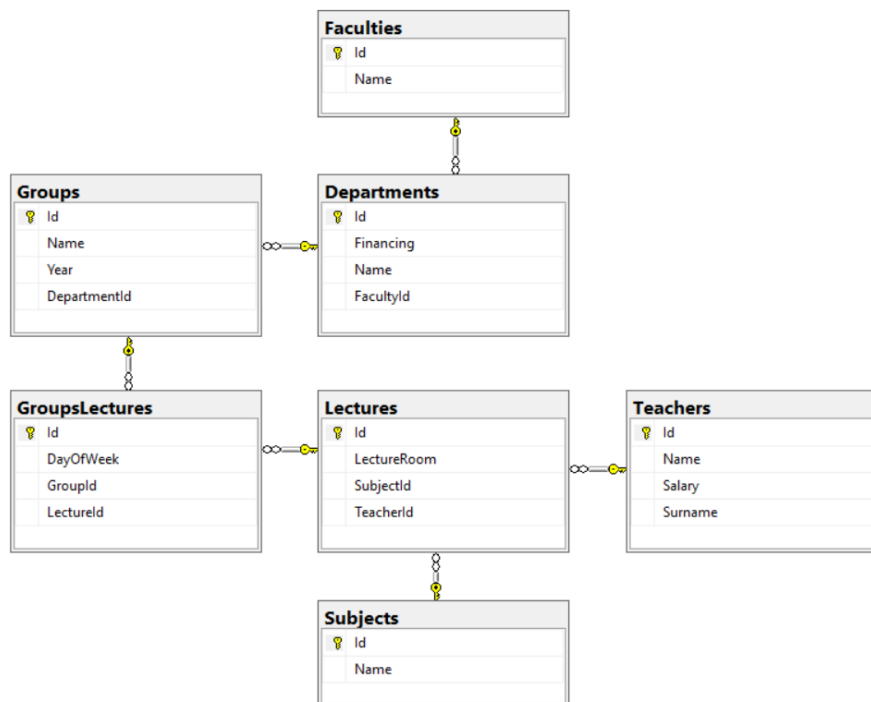 Faculties
Id
Name
Groups
Id
Name
Year
DepartmentId
Departments
Id
Financing
Name
FacultyId
GroupsLectures
Id
DayOfWeek
GroupId
LectureId
Lectures
Id
LectureRoom
SubjectId
TeacherId
Teachers
Id
Name
Salary
Surname
Subjects
Id
Name